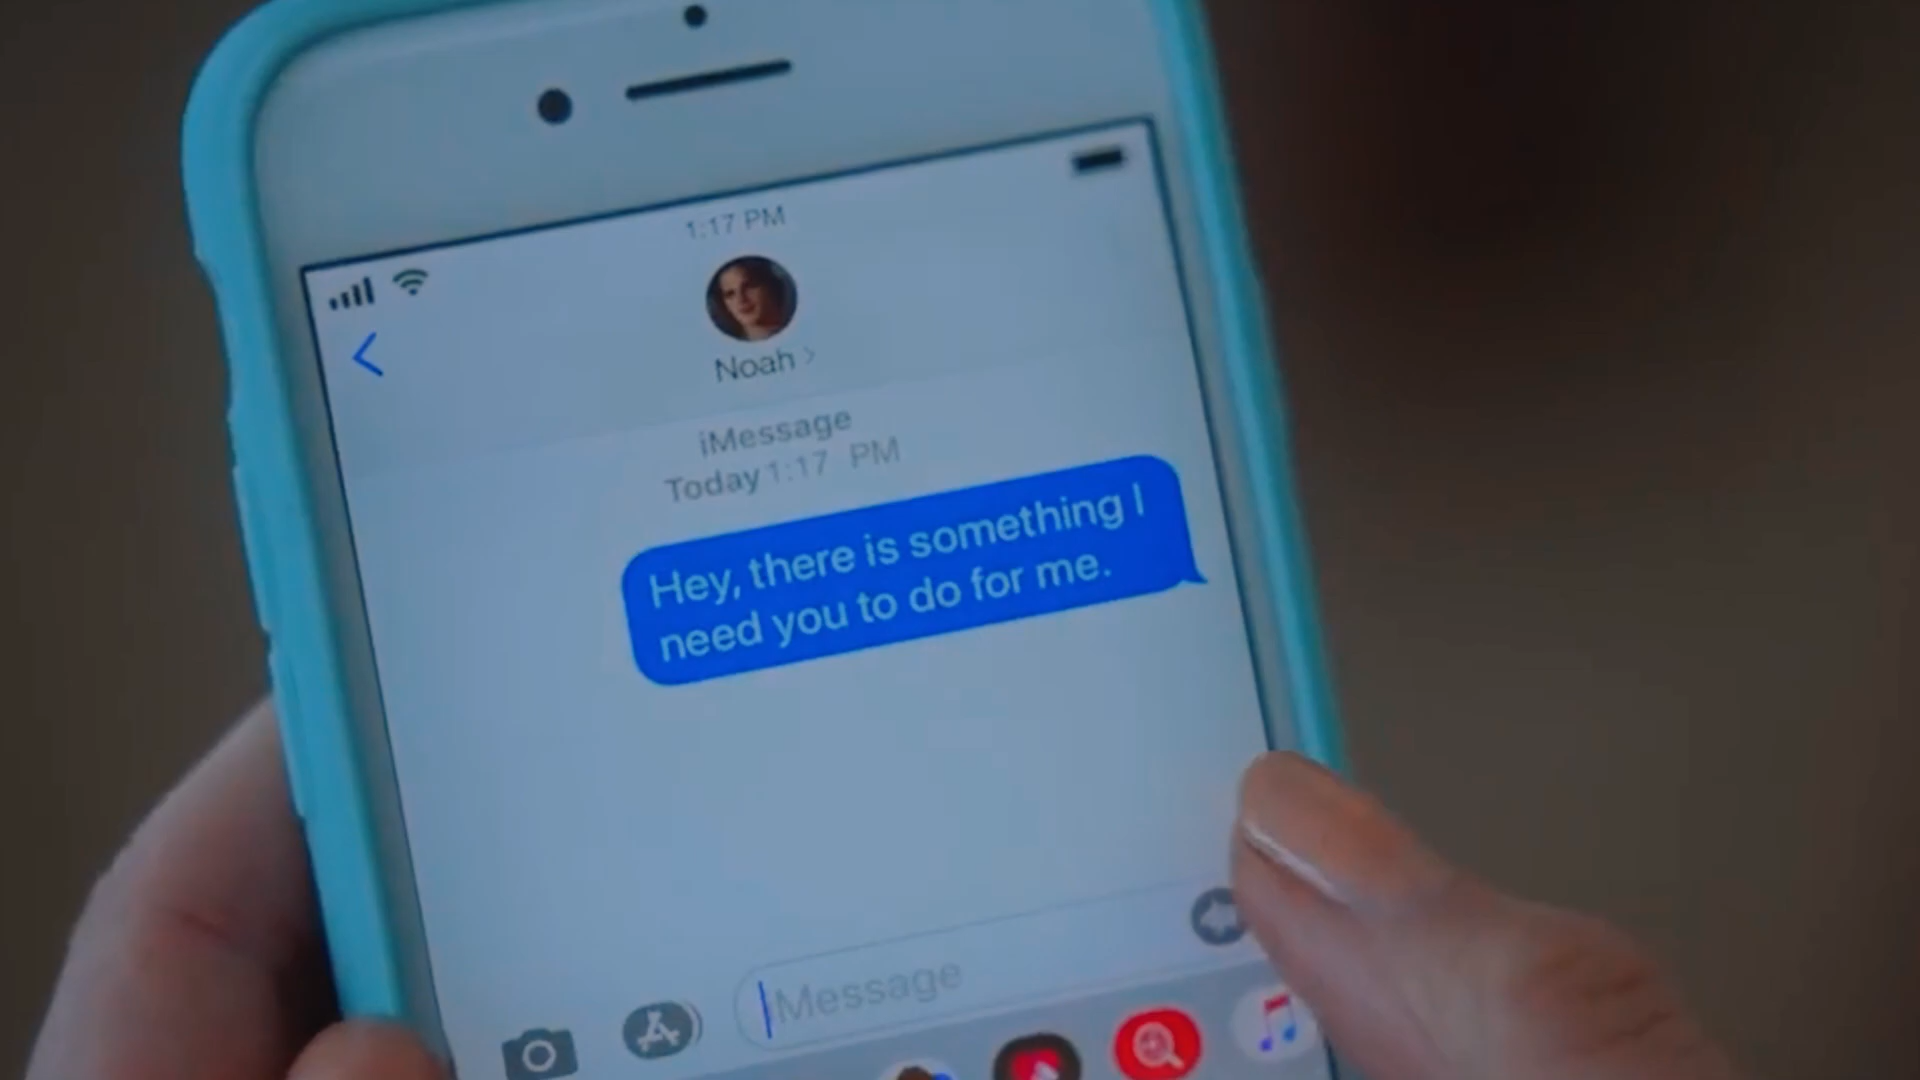 1:17 PM
Noah
iMessage
Today 1:17 PM
Hey, there is something I
need you to do for me.
Message